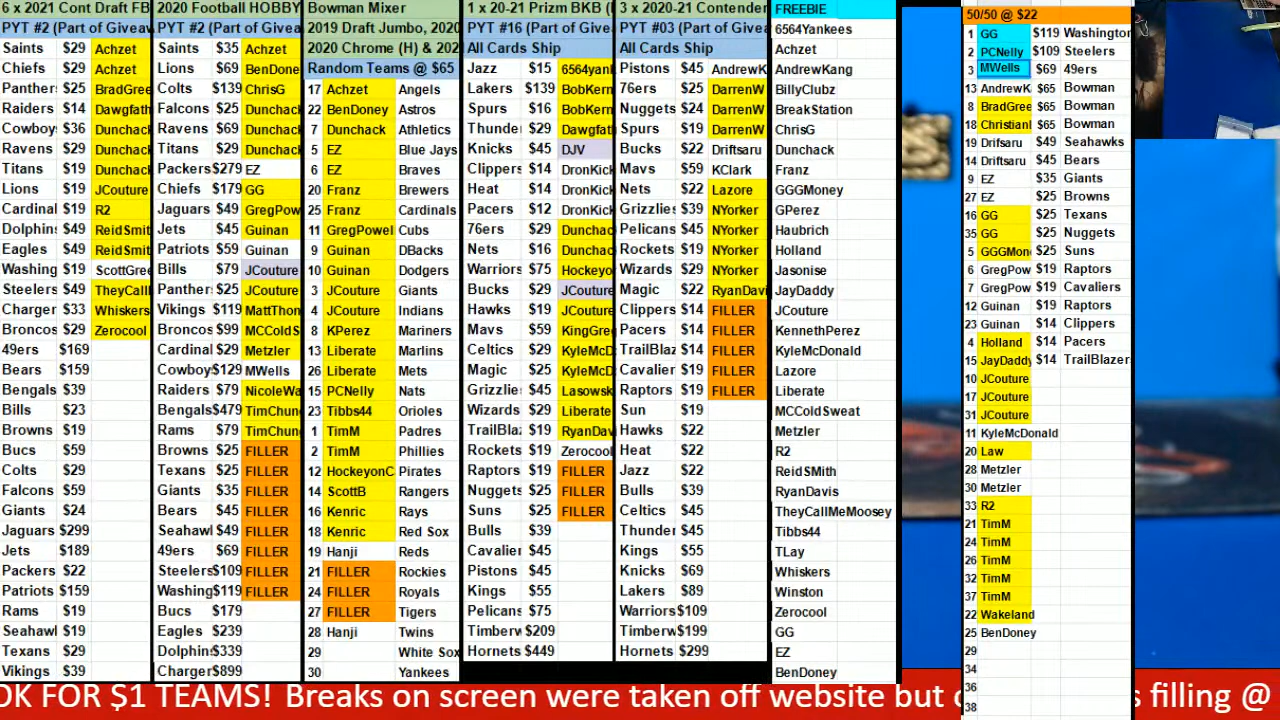 6 x 2021 Cont Draft FB
PYT #2 (Part of Giveaw
Saints $29 Achzet
Chiefs $29 Achzet
Panther $25 BradGree
Raiders $14 Dawgfath
Cowboy $36 Dunchack
Ravens $29 Dunchack
Titans $19 Dunchack
Lions $19 JCouture
Cardinal $19 R2
Dolphin $49 ReidSmit
Eagles $49 ReidSmit
Washing $19 ScottGree
Steelers $49 TheyCall
Charger $33 Whiskers
Broncos $29 Zerocool
49ers $169
Bears $159
Bengals $39
Bills $23
Browns $19
Bucs $59
Colts $29
Falcons $59
Giants $24
Jaguars $299
Jets $189
Packers $22
Patriots $159
Rams $19
Seahawl $19
Texans $29
Vikings $39
2020 Football HOBBY
PYT #2 (Part of Giveaw
Saints $35 Achzet
Lions $69 BenDone
Colts $139 ChrisG
Falcons $25 Dunchack
Ravens $69 Dunchack
Titans $29 Dunchack
Packers $279 EZ
Chiefs $179 GG
Jaguars $49 GregPow
Jets $45 Guinan
Patriots $59 Guinan
Bills $79 JCouture
Panther $25 JCouture
Vikings $119 MattThon
Broncos $99 MCColdS
Cardinal $29 Metzler
Cowboy $129 MWells
Raiders $79 NicoleWa
Bengals $479 TimChun
Rams $79 TimChun
Browns $25 FILLER
Texans $25 FILLER
Giants $35 FILLER
Bears $45 FILLER
Seahawl $49 FILLER
49ers $69 FILLER
Steelers $109 FILLER
Washing $119 FILLER
Bucs $179
Eagles $239
Dolphin $339
Charger $899
Bowman Mixer
2019 Draft Jumbo, 2020
2020 Chrome (H) & 202
Random Teams @ $65
17 Achzet Angels
22 BenDoney Astros
7 Dunchack Athletics
5 EZ Blue Jays
6 EZ Braves
20 Franz Brewers
25 Franz Cardinals
11 GregPowel Cubs
9 Guinan DBacks
10 Guinan Dodgers
3 JCouture Giants
4 JCouture Indians
8 KPerez Mariners
13 Liberate Marlins
26 Liberate Mets
15 PCNelly Nats
23 Tibbs44 Orioles
1 TimM Padres
2 TimM Phillies
12 HockeyonC Pirates
14 ScottB Rangers
16 Kenric Rays
18 Kenric Red Sox
19 Hanji Reds
21 FILLER Rockies
24 FILLER Royals
27 FILLER Tigers
28 Hanji Twins
29 White Sox
30 Yankees
1 x 20-21 Prizm BKB (
PYT #16 (Part of Give
All Cards Ship
Jazz $15 6564yan
Lakers $139 BobKern
Spurs $16 BobKern
Thunde $29 Dawgfat
Knicks $45 DJV
Clipper $14 DronKick
Heat $14 DronKick
Pacers $12 DronKick
76ers $29 Dunchac
Nets $16 Dunchac
Warrior $75 Hockeyo
Bucks $29 JCouture
Hawks $19 JCouture
Mavs $59 KingGreg
Celtics $29 KyleMcD
Magic $25 KyleMcD
Grizzlie $45 Lasowsk
Wizards $29 Liberate
TrailBla $19 RyanDav
Rockets $19 Zerocool
Raptors $19 FILLER
Nugget $25 FILLER
Suns $25 FILLER
Bulls $39
Cavalie $45
Pistons $45
Kings $55
Pelican $75
Timberw $209
Hornets $449
3 x 2020-21 Contender
PYT #03 (Part of Give
All Cards Ship
Pistons $45 AndrewK
76ers $25 DarrenW
Nuggets $24 DarrenW
Spurs $19 DarrenW
Bucks $22 Driftsaru
Mavs $59 KClark
Nets $22 Lazore
Grizzlies $39 NYorker
Pelicans $45 NYorker
Rockets $19 NYorker
Wizards $29 NYorker
Magic $22 RyanDavi
Clippers $14 FILLER
Pacers $14 FILLER
TrailBlaz $14 FILLER
Cavalier $19 FILLER
Raptors $19 FILLER
Sun $19
Hawks $22
Heat $22
Jazz $22
Bulls $39
Celtics $45
Thunder $45
Kings $55
Knicks $69
Lakers $89
Warriors $109
Timberw $199
Hornets $299
FREEBIE
6564Yankees
Achzet
AndrewKang
BillyClubz
BreakStation
ChrisG
Dunchack
Franz
GGGMoney
GPerez
Haubrich
Holland
Jasonise
JayDaddy
JCouture
KennethPerez
KyleMcDonald
Lazore
Liberate
MCColdSweat
Metzler
R2
ReidSMith
RyanDavis
TheyCallMeMoosey
Tibbs44
TLay
Whiskers
Winston
Zerocool
GG
EZ
BenDoney
50/50 @ $22
1 GG $119 Washington
2 PCNelly $109 Steelers
3 MWells $69 49ers
13 AndrewK $65 Bowman
8 BradGree $65 Bowman
18 Christianl $65 Bowman
19 Drifsaru $49 Seahawks
14 Driftsaru $45 Bears
9 EZ $35 Giants
27 EZ $25 Browns
16 GG $25 Texans
35 GG $25 Nuggets
5 GGGMon $25 Suns
6 GregPow $19 Raptors
7 GregPow $19 Cavaliers
12 Guinan $19 Raptors
23 Guinan $14 Clippers
4 Holland $14 Pacers
15 JayDaddy $14 TrailBlazer
10 JCouture
17 JCouture
31 JCouture
11 KyleMcDonald
20 Law
28 Metzler
30 Metzler
33 R2
21 TimM
24 TimM
26 TimM
32 TimM
37 TimM
22 Wakeland
25 BenDoney
29
34
36
38
OK FOR $1 TEAMS! Breaks on screen were taken off website but s filling @